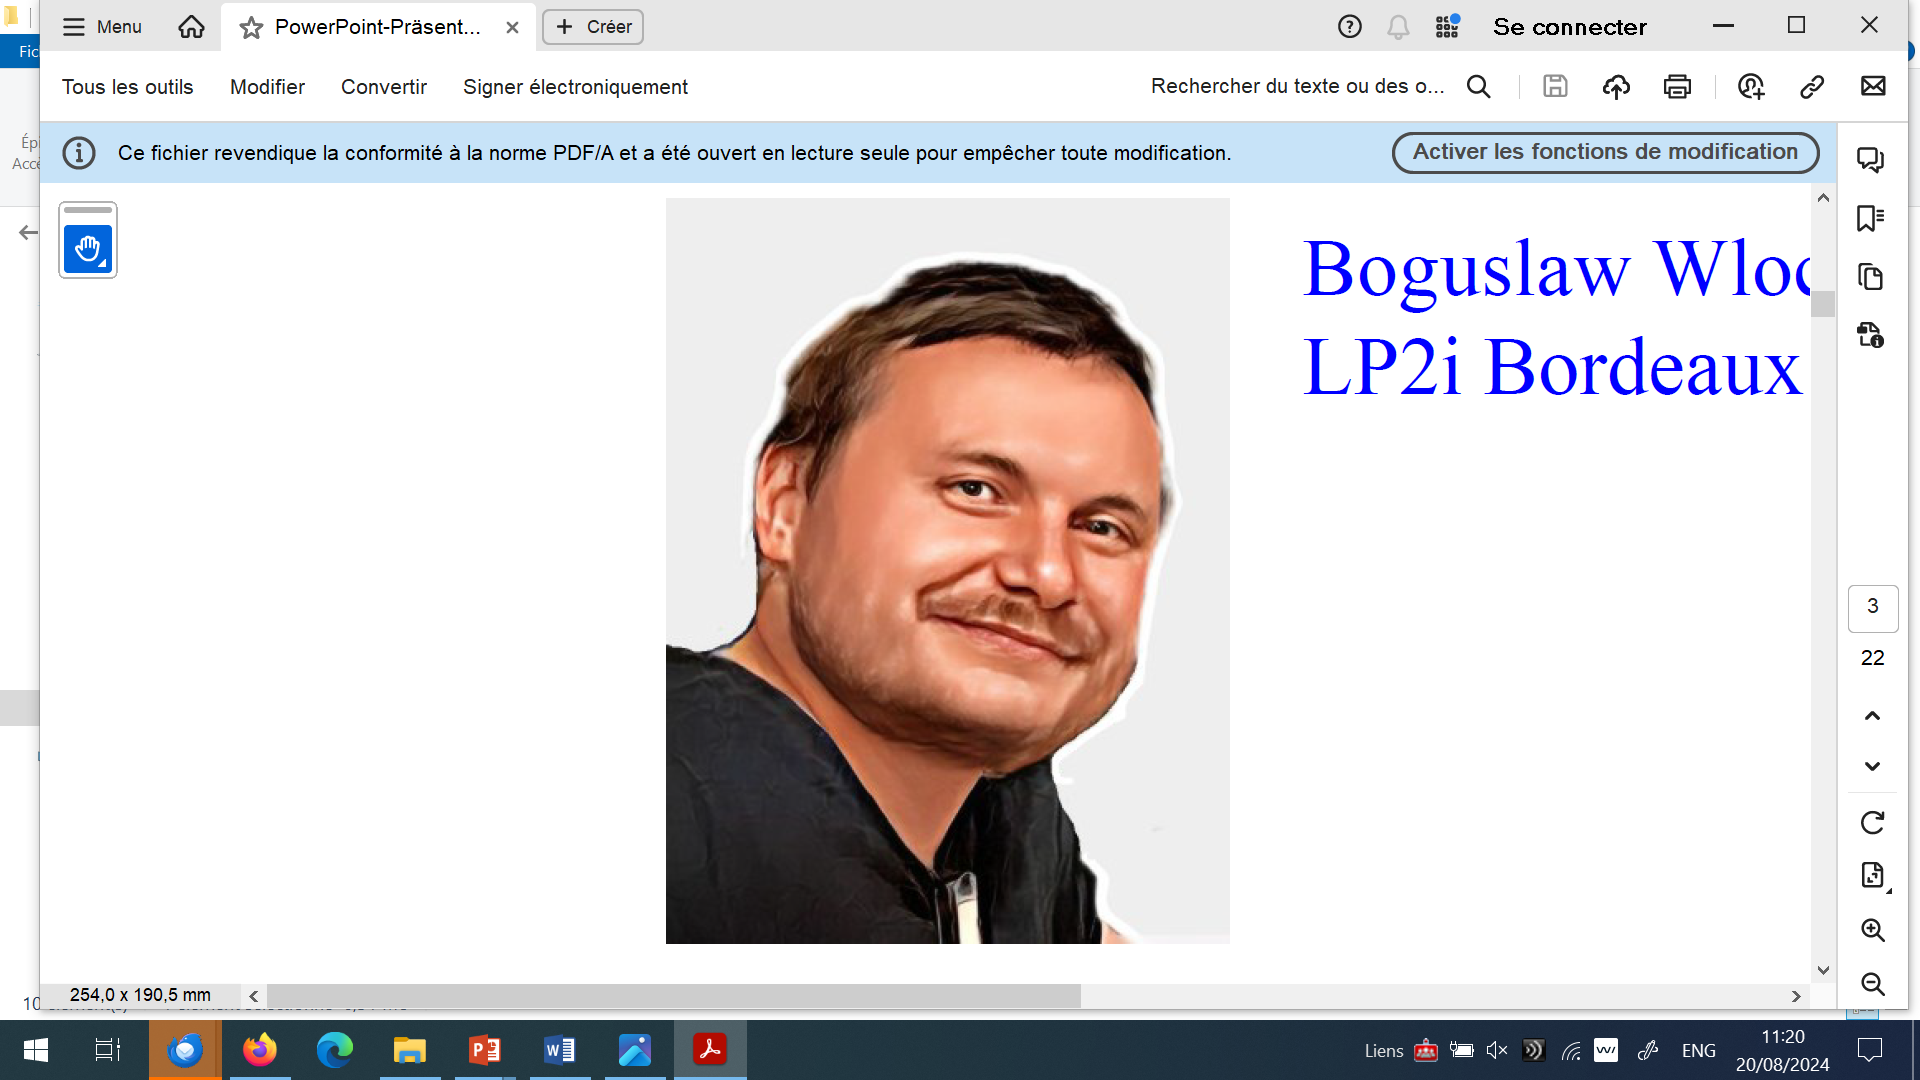 Fic
Menu
PowerPoint-Präsent...
Créer
Se connecter
Tous les outils
Modifier
Convertir
Signer électroniquement
Rechercher du texte ou des o...
Ce fichier revendique la conformité à la norme PDF/A et a été ouvert en lecture seule pour empêcher toute modification.
Activer les fonctions de modification
Boguslaw Wloc
LP2i Bordeaux
3
22
254,0 x 190,5 mm
Liens
ENG
11:20
20/08/2024